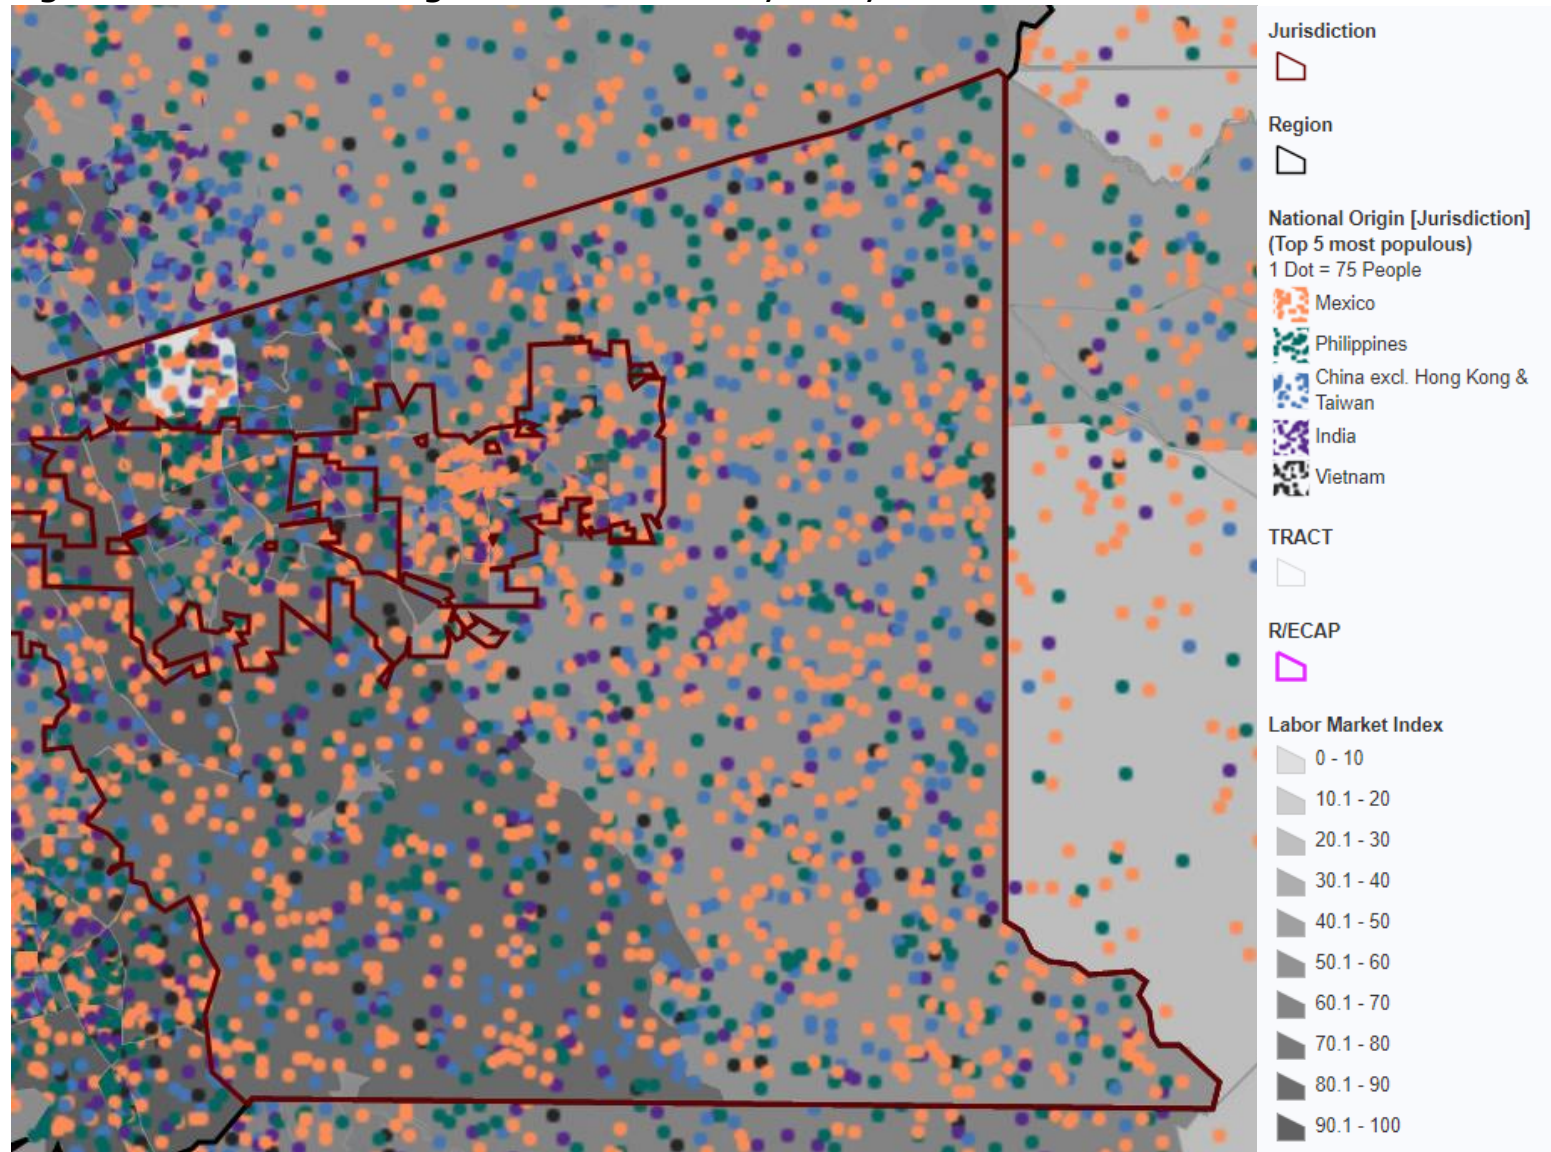 Jurisdiction
Region
National Origin [Jurisdiction]
(Top 5 most populous)
1 Dot = 75 People
Mexico
Philippines
China excl. Hong Kong &
Taiwan
India
Vietnam
TRACT
R/ECAP
Labor Market Index
0 - 10
10.1 - 20
20.1 - 30
30.1 - 40
40.1 - 50
50.1 - 60
60.1 - 70
70.1 - 80
80.1 - 90
90.1 - 100